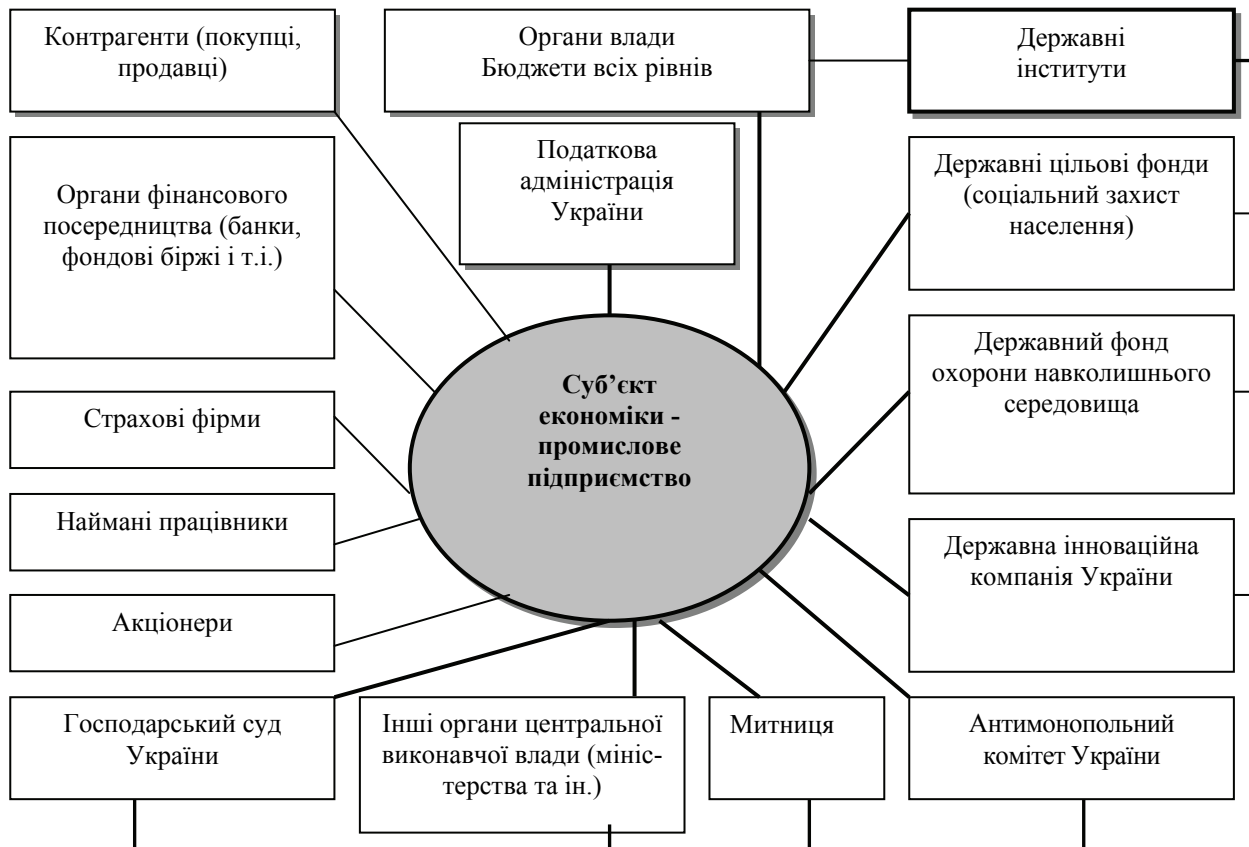 Контрагенти (покупці,
продавці)
Органи влади
Бюджети всіх рівнів
Державні
інститути
Органи фінансового
посередництва (банки,
фондові біржі і т.і.)
Податкова
адміністрація
України
Державні цільові фонди
(соціальний захист
населення)
Державний фонд
охорони навколишнього
середовища
Суб’єкт
економіки -
промислове
підприємство
Страхові фірми
Наймані працівники
Державна інноваційна
компанія України
Акціонери
Господарський суд
України
Інші органи центральної
виконавчої влади (мініс-
терства та ін.)
Митниця
Антимонопольний
комітет України